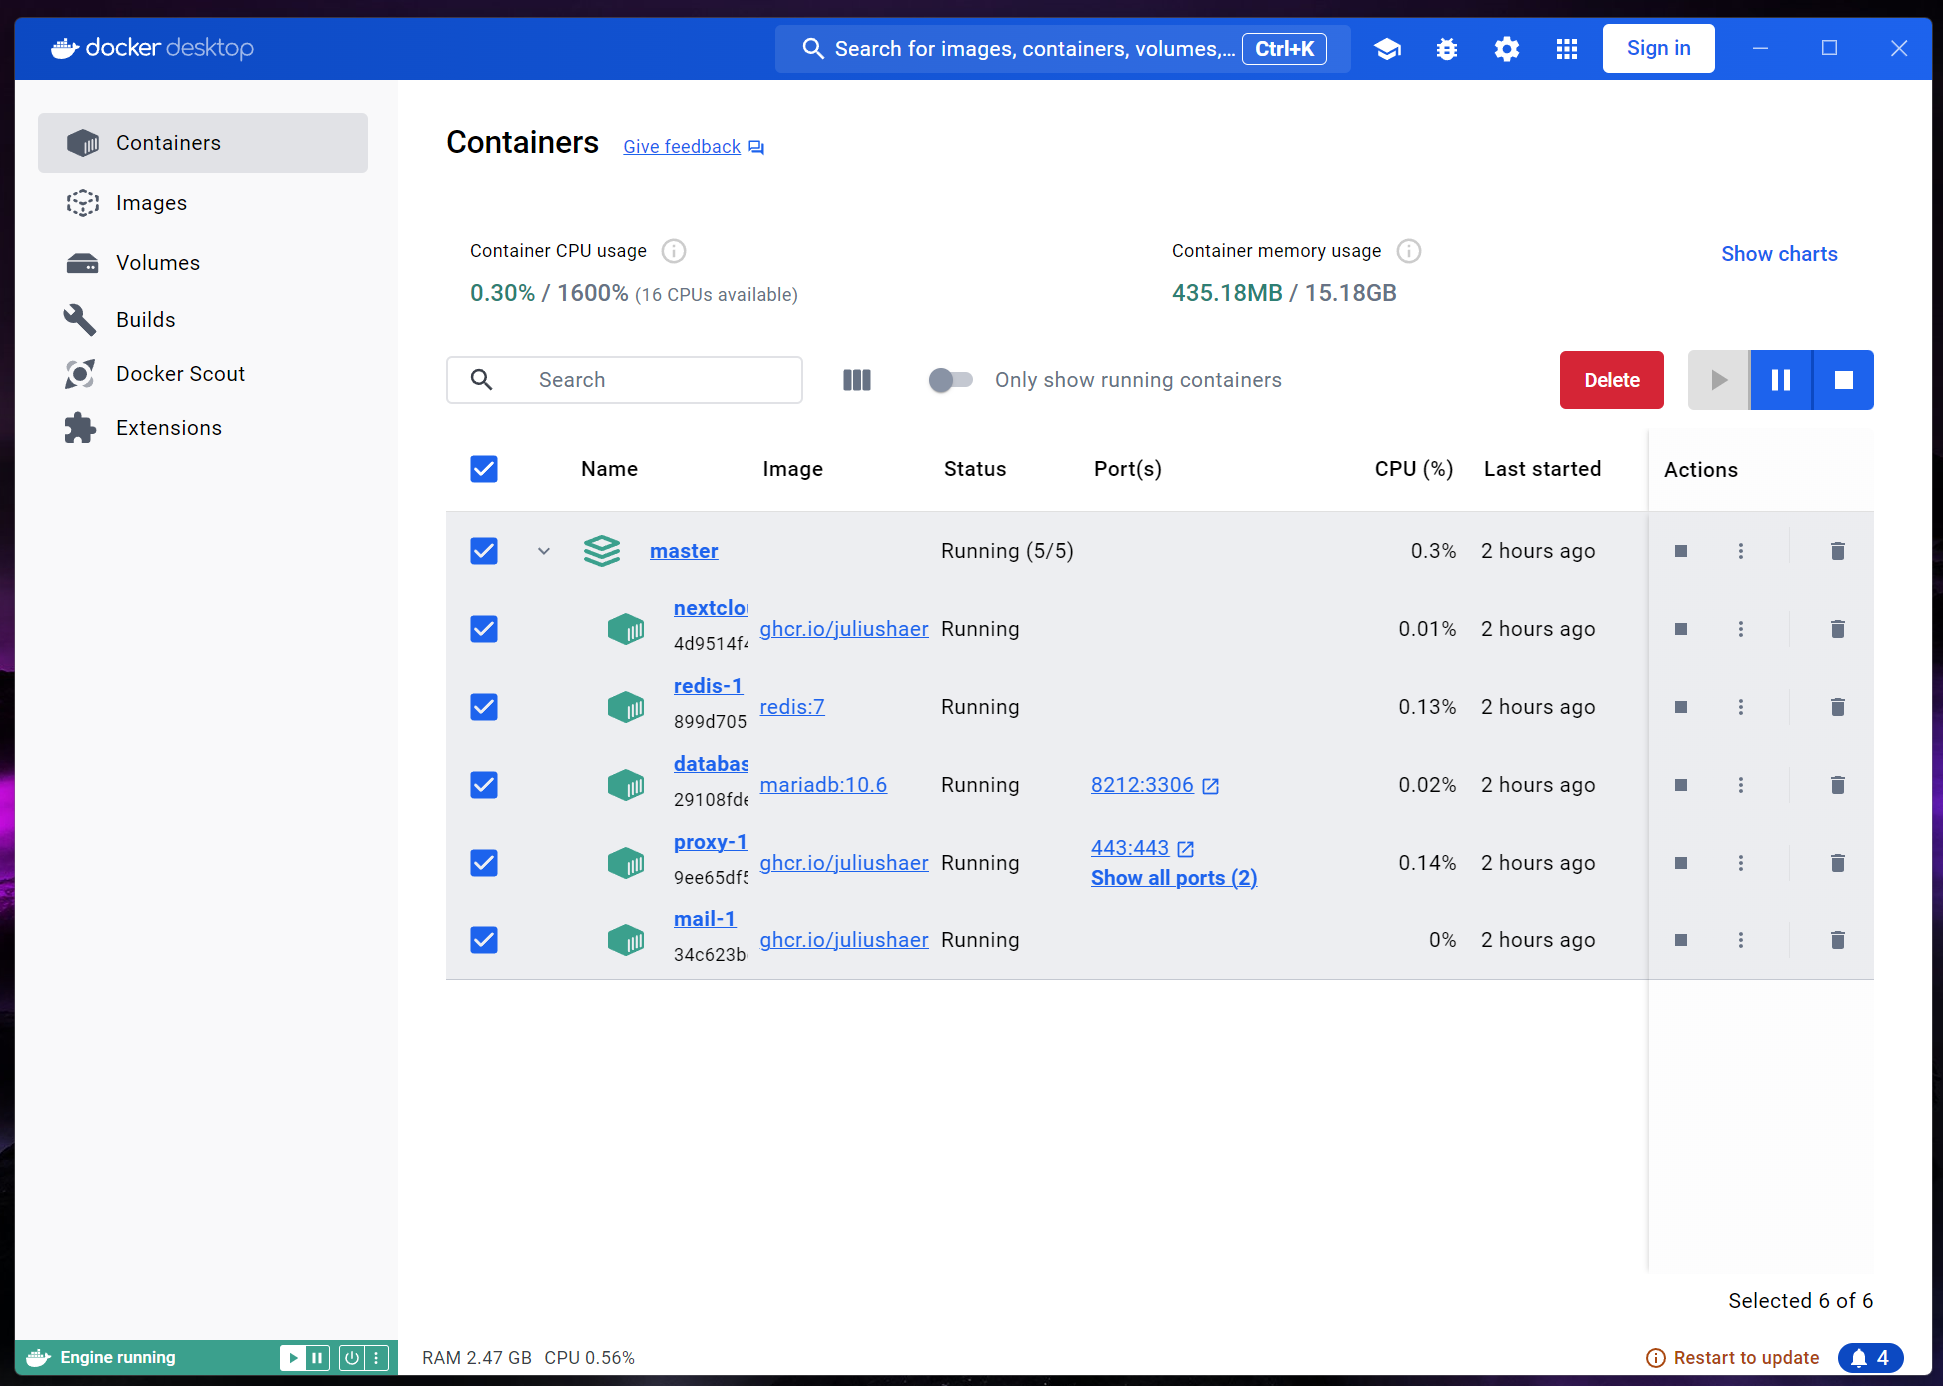 docker desktop
Search for images, containers, volumes,... Ctrl+K
Sign in
Containers
Images
Volumes
Builds
Docker Scout
Extensions
Containers Give feedback
Container CPU usage
0.30% / 1600% (16 CPUs available)
Container memory usage
435.18MB / 15.18GB
Show charts
Search
Only show running containers
Delete
Name Image Status Port(s) CPU (%) Last started Actions
master Running (5/5) 0.3% 2 hours ago
nextclo
4d9514f4
ghcr.io/juliushaer Running 0.01% 2 hours ago
redis-1
899d705
redis:7 Running 0.13% 2 hours ago
databas
29108fde
mariadb:10.6 Running 8212:3306 0.02% 2 hours ago
proxy-1
9ee65df5
ghcr.io/juliushaer Running 443:443
Show all ports (2)
0.14% 2 hours ago
mail-1
34c623b
ghcr.io/juliushaer Running 0% 2 hours ago
Selected 6 of 6
Engine running
RAM 2.47 GB CPU 0.56%
Restart to update
4